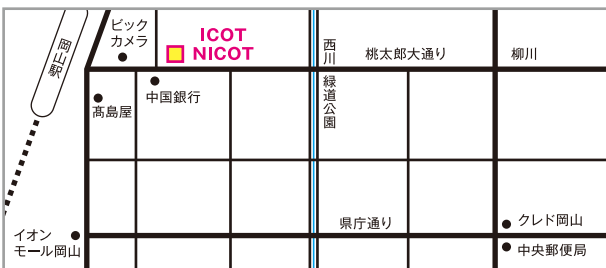 ビック
カメラ
ICOT
NICOT
岡山駅
西川
緑道公園
桃太郎大通り
柳川
中国銀行
髙島屋
県庁通り
クレド岡山
中央郵便局
イオン
モール岡山